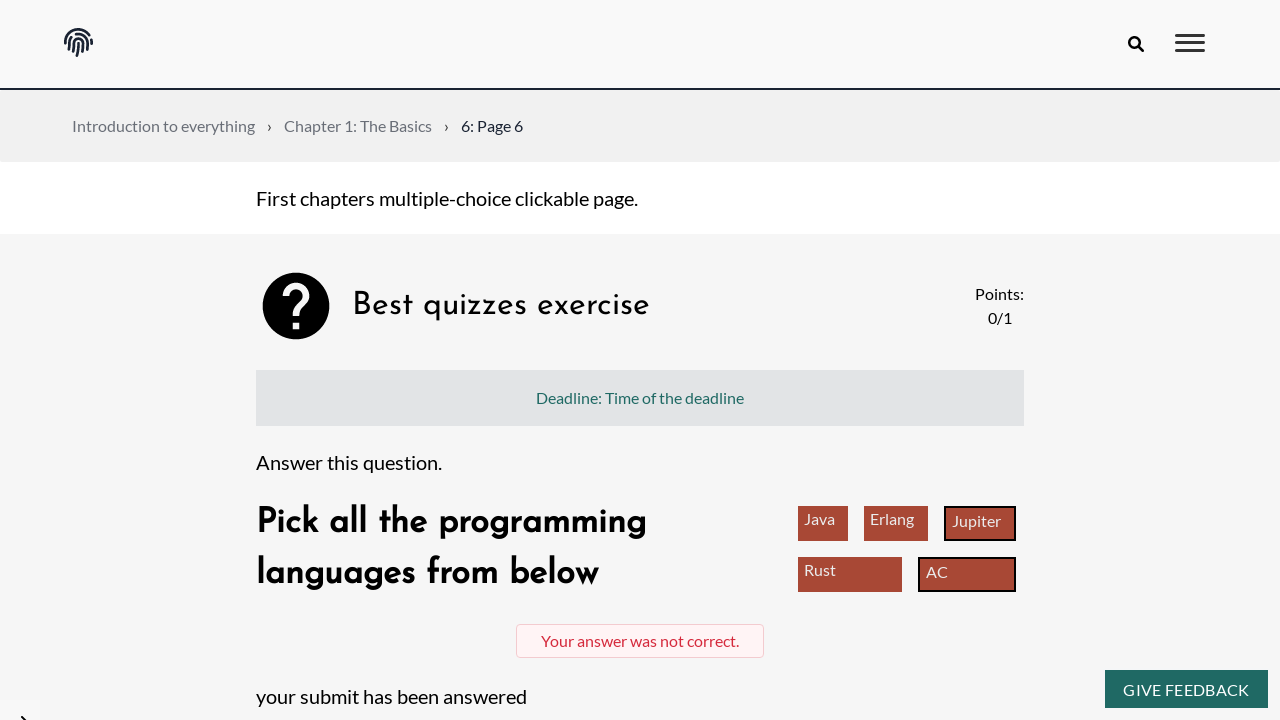 Introduction to everything › Chapter 1: The Basics › 6: Page 6
First chapters multiple-choice clickable page.
Best quizzes exercise
Points:
0/1
Deadline: Time of the deadline
Answer this question.
Pick all the programming
languages from below
Java Erlang Jupiter
Rust AC
Your answer was not correct.
your submit has been answered
GIVE FEEDBACK